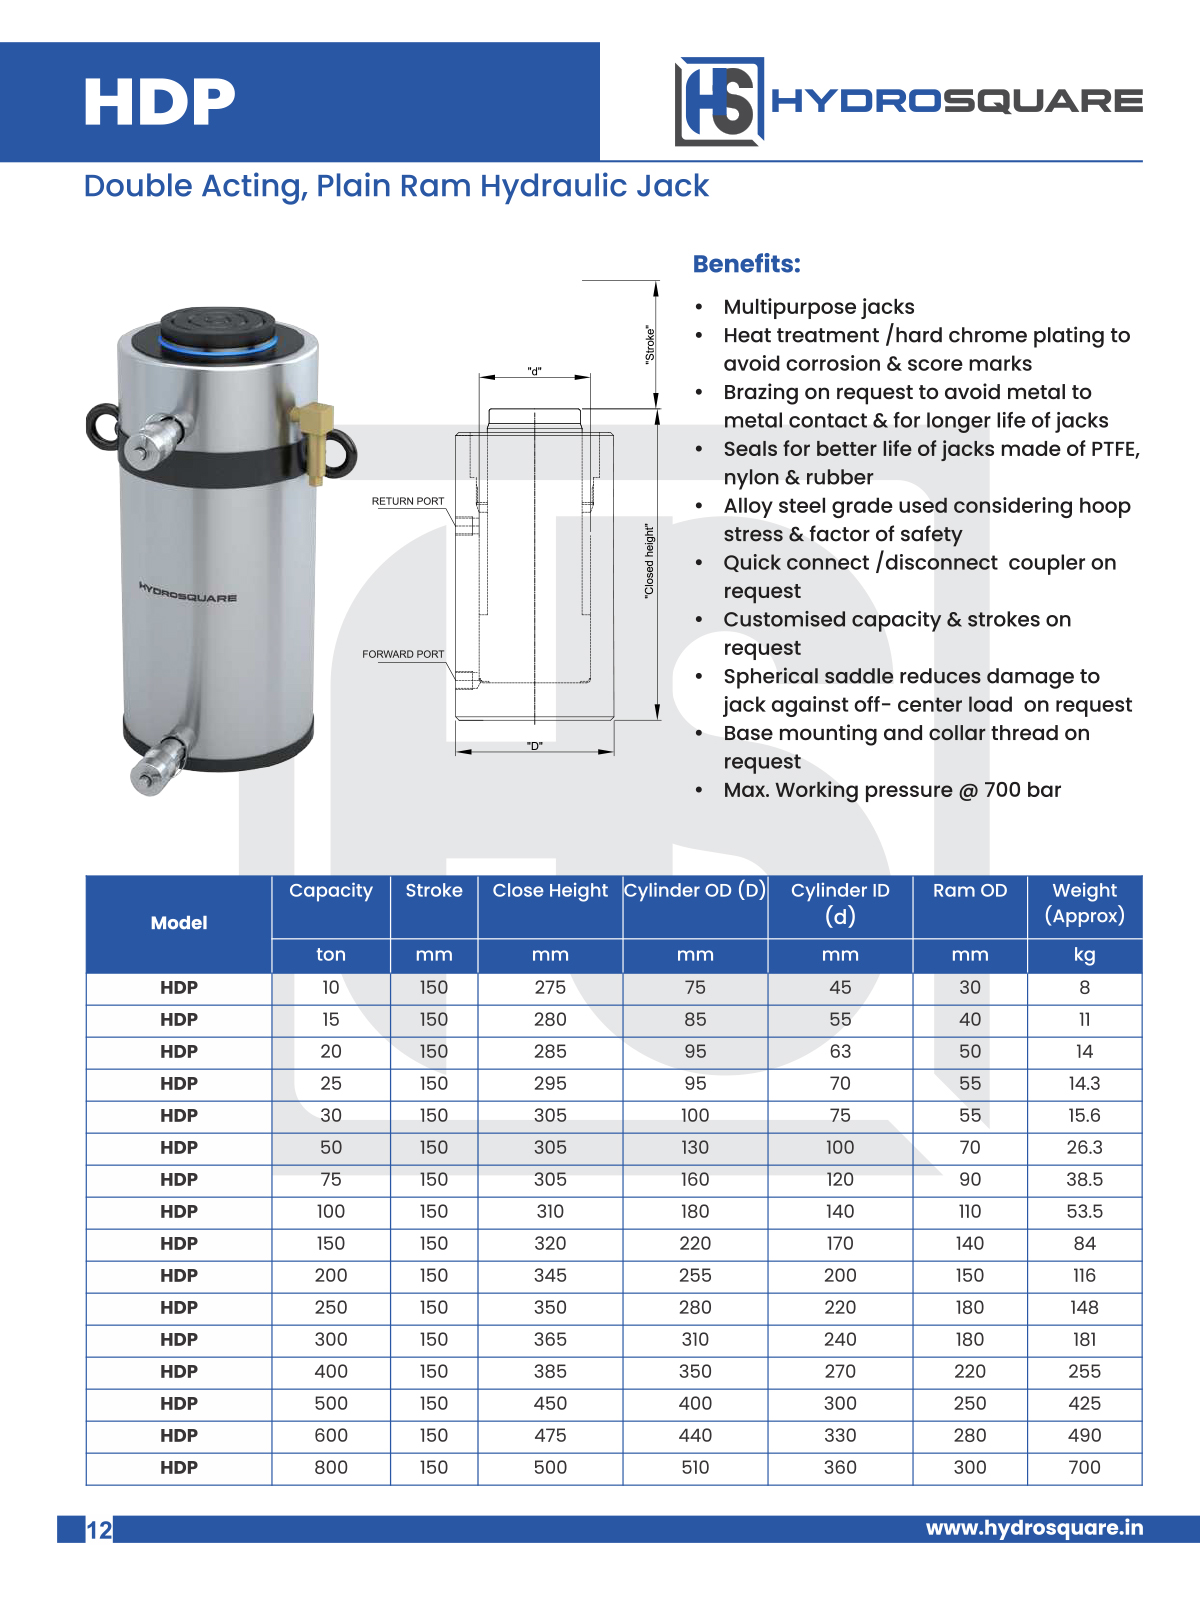 HDP
HS HYDROSQUARE
Double Acting, Plain Ram Hydraulic Jack
Benefits:
• Multipurpose jacks
• Heat treatment /hard chrome plating to
avoid corrosion & score marks
• Brazing on request to avoid metal to
metal contact & for longer life of jacks
• Seals for better life of jacks made of PTFE,
nylon & rubber
• Alloy steel grade used considering hoop
stress & factor of safety
• Quick connect /disconnect  coupler on
request
• Customised capacity & strokes on
request
• Spherical saddle reduces damage to
jack against off- center load  on request
• Base mounting and collar thread on
request
• Max. Working pressure @ 700 bar
HYDROSQUARE
"Stroke"
"d"
RETURN PORT
"Closed height"
FORWARD PORT
"D"
Model Capacity Stroke Close Height Cylinder OD (D) Cylinder ID Ram OD Weight
(d) (Approx)
ton mm mm mm mm mm kg
HDP 10 150 275 75 45 30 8
HDP 15 150 280 85 55 40 11
HDP 20 150 285 95 63 50 14
HDP 25 150 295 95 70 55 14.3
HDP 30 150 305 100 75 55 15.6
HDP 50 150 305 130 100 70 26.3
HDP 75 150 305 160 120 90 38.5
HDP 100 150 310 180 140 110 53.5
HDP 150 150 320 220 170 140 84
HDP 200 150 345 255 200 150 116
HDP 250 150 350 280 220 180 148
HDP 300 150 365 310 240 180 181
HDP 400 150 385 350 270 220 255
HDP 500 150 450 400 300 250 425
HDP 600 150 475 440 330 280 490
HDP 800 150 500 510 360 300 700
12
www.hydrosquare.in